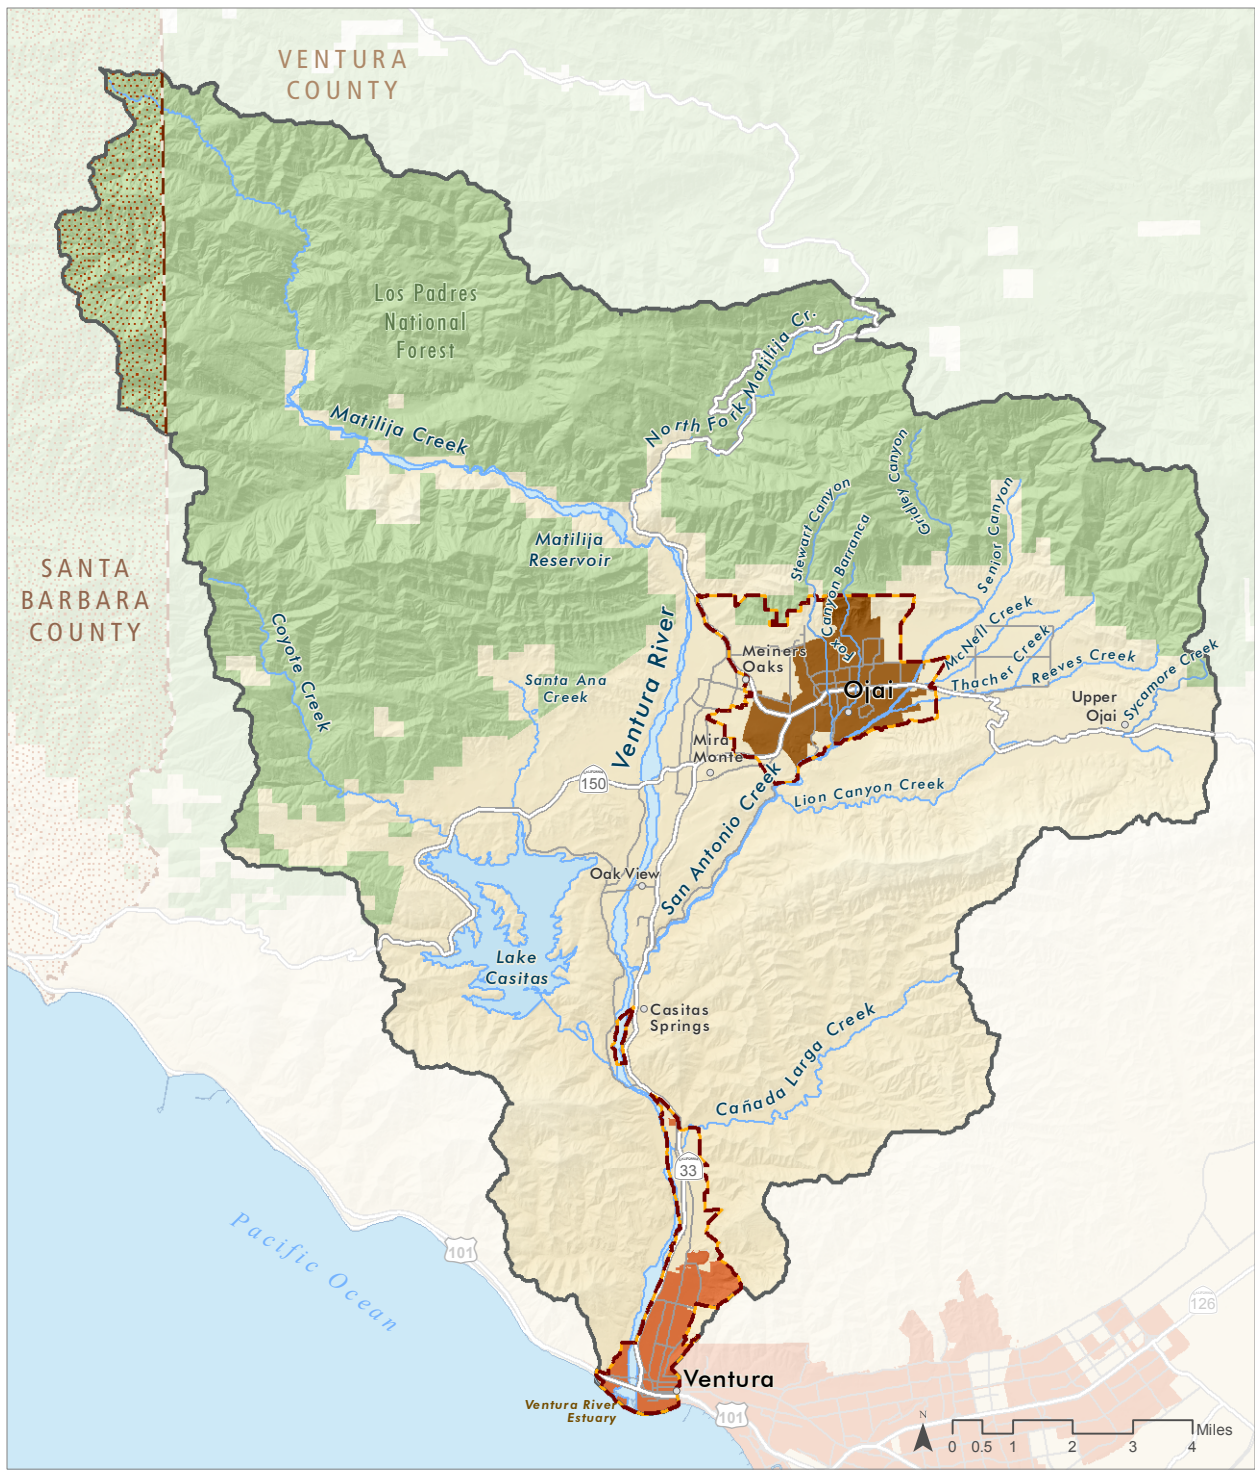 VENTURA
COUNTY
Los Padres
National
Forest
North Fork Matilija Cr.
Matilija Creek
Gridley Canyon
Stewart Canyon
Senior Canyon
Fox Canyon Barranca
Matilija
Reservoir
SANTA
BARBARA
COUNTY
Coyote Creek
Ventura River
McNell Creek
Thacher Creek
Reeves Creek
Sycamore Creek
Meiners
Oaks
Ojai
Santa Ana
Creek
Upper
Ojai
Mira
Monte
CALIFORNIA
150
Lion Canyon Creek
San Antonio Creek
Oak View
Lake
Casitas
Casitas
Springs
Cañada Larga Creek
CALIFORNIA
33
Pacific Ocean
101
126
Ventura
Ventura River
Estuary
101
N
0 0.5 1 2 3 4 Miles